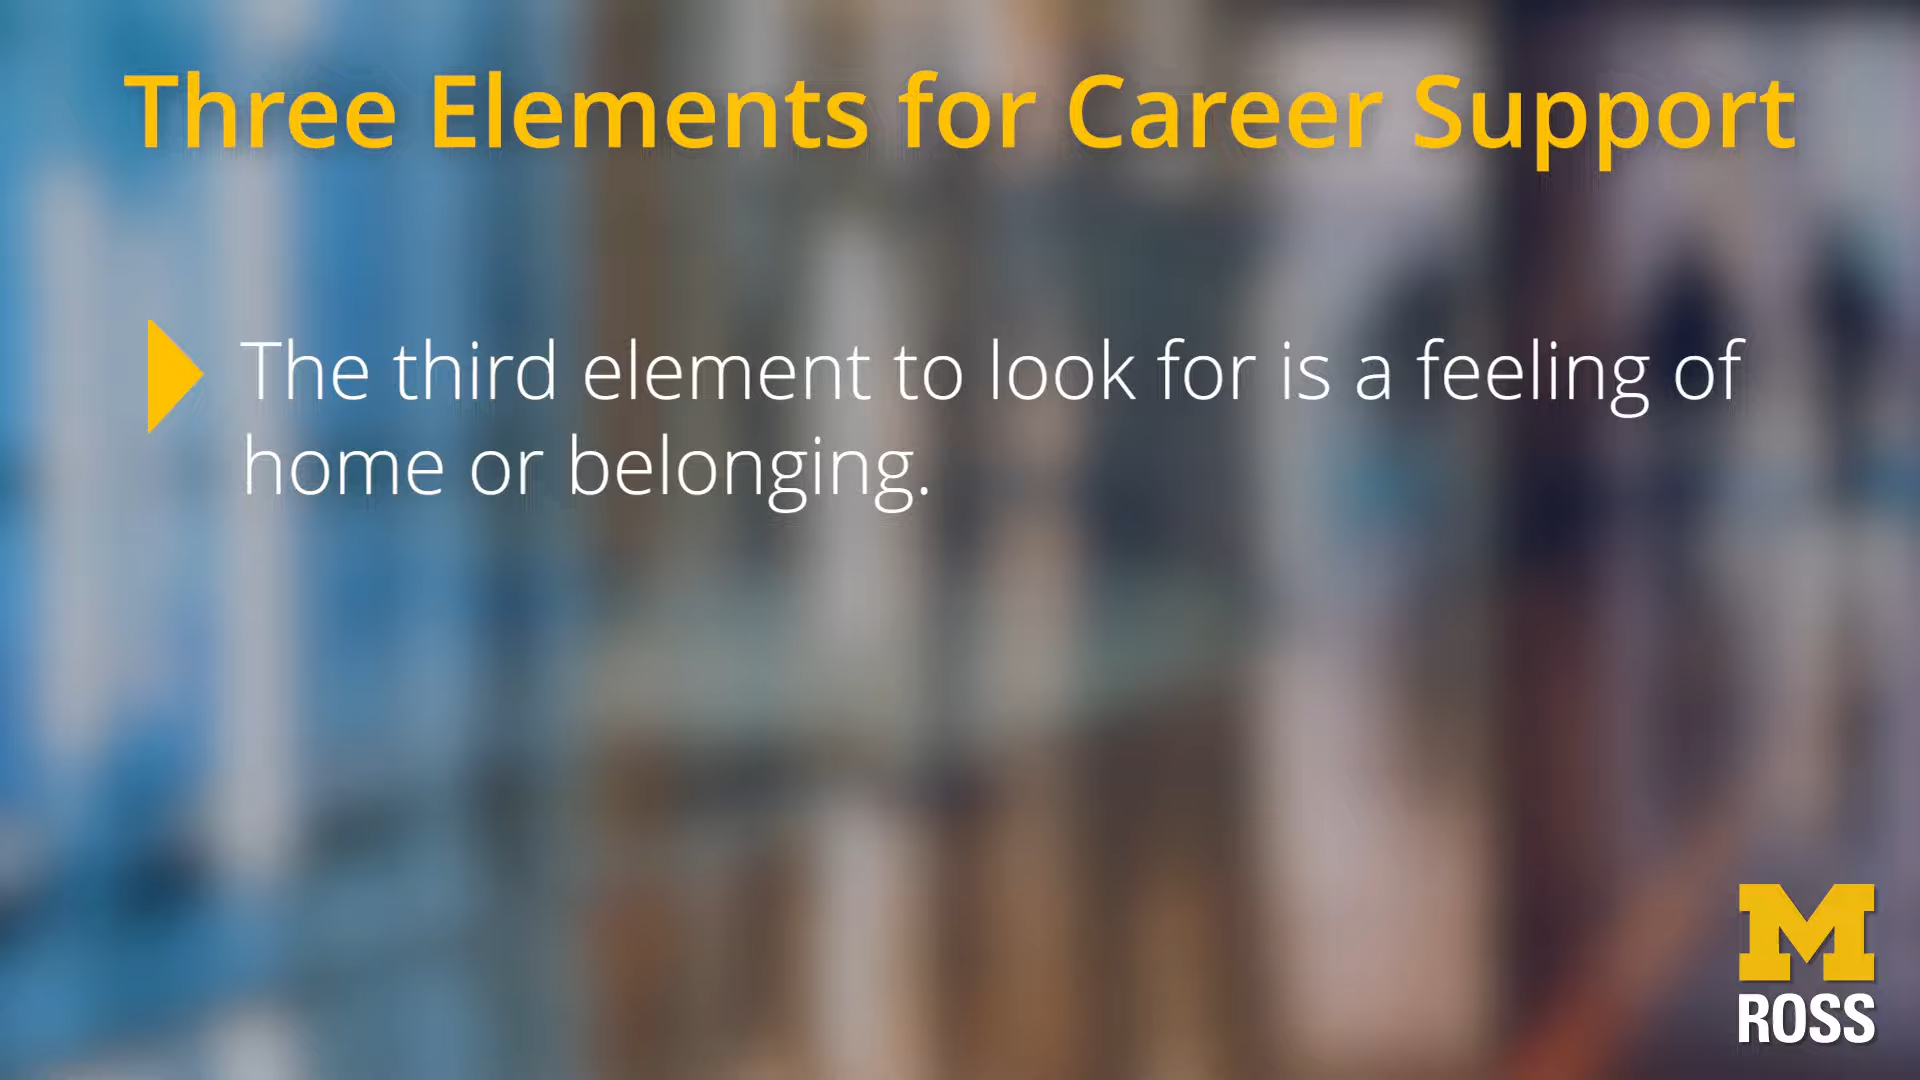 Three Elements for Career Support
The third element to look for is a feeling of
home or belonging.
M
ROSS